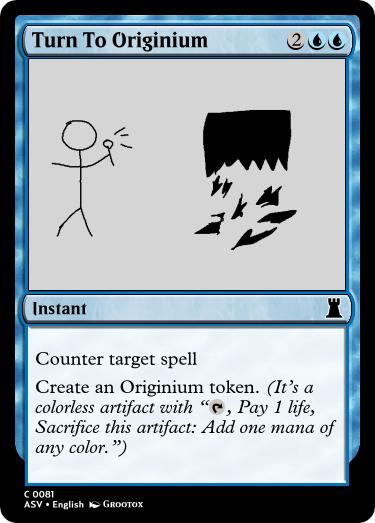 Turn To Originium 2
Instant
Counter target spell
Create an Originium token. (It's a
colorless artifact with “, Pay 1 life,
Sacrifice this artifact: Add one mana of
any color.”)
C 0081
ASV • English Grootox